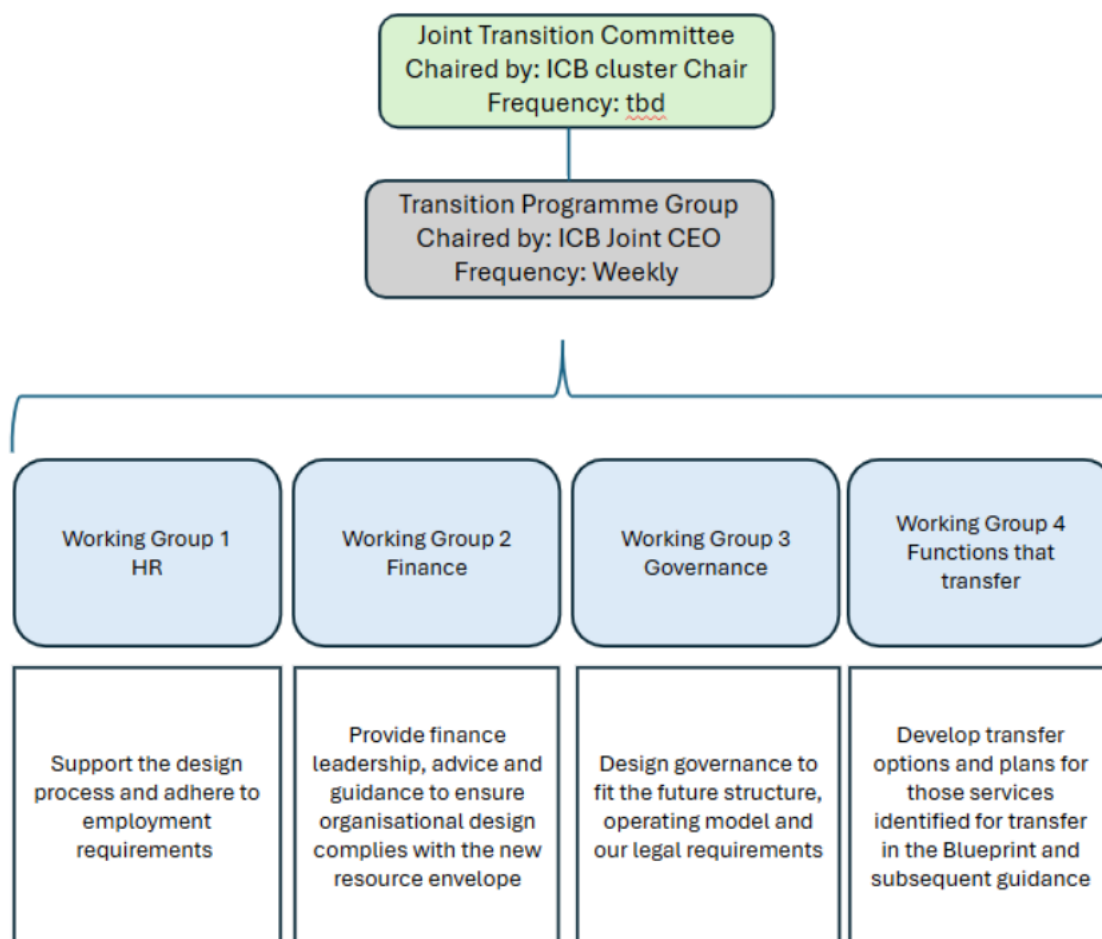 Joint Transition Committee
Chaired by: ICB cluster Chair
Frequency: tbd
Transition Programme Group
Chaired by: ICB Joint CEO
Frequency: Weekly
Working Group 1
HR
Working Group 2
Finance
Working Group 3
Governance
Working Group 4
Functions that
transfer
Support the design
process and adhere to
employment
requirements
Provide finance
leadership, advice and
guidance to ensure
organisational design
complies with the new
resource envelope
Design governance to
fit the future structure,
operating model and
our legal requirements
Develop transfer
options and plans for
those services
identified for transfer
in the Blueprint and
subsequent guidance